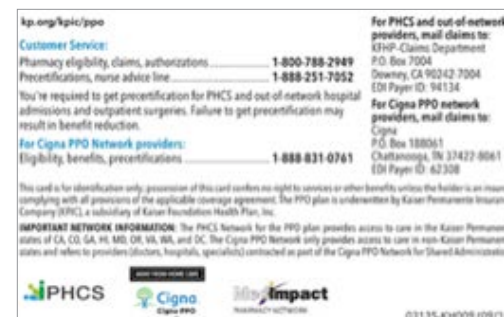 kp.org/kpic/ppo
Customer Service:
Pharmacy eligibility, claims, authorizations 1-800-788-2949
Precertifications, nurse advice line 1-888-251-7052
You're required to get precertification for PHCS and out-of-network hospital
admissions and outpatient surgeries. Failure to get precertification may
result in benefit reduction.
For Cigna PPO Network providers:
Eligibility, benefits, precertifications 1-888-831-0761
For PHCS and out-of-network
providers, mail claims to:
KFHP-Claims Department
P.O. Box 7004
Downey, CA 90242-7004
EDI Payer ID: 94134
For Cigna PPO network
providers, mail claims to:
Cigna
P.O. Box 188061
Chattanooga, TN 37422-8061
EDI Payer ID: 62308
This card is for identification only; possession of this card confers no right to services or other benefits unless the holder is an
complying with all provisions of the applicable coverage agreement. The PPO plan is underwritten by Kaiser Permanente
Company (KPIC), a subsidiary of Kaiser Foundation Health Plan, Inc.
IMPORTANT NETWORK INFORMATION: The PHCS Network for the PPO plan provides access to care in the Kaiser
states of CA, CO, GA, HI, MD, OR, VA, WA, and DC. The Cigna PPO Network only provides access to care in non-Kaiser
states and refers to providers (doctors, hospitals, specialists) contracted as part of the Cigna PPO Network for Shared
PHCS
AWAY FROM HOME CARE
Cigna
Cigna PPO
MedImpact
PHARMACY NETWORK